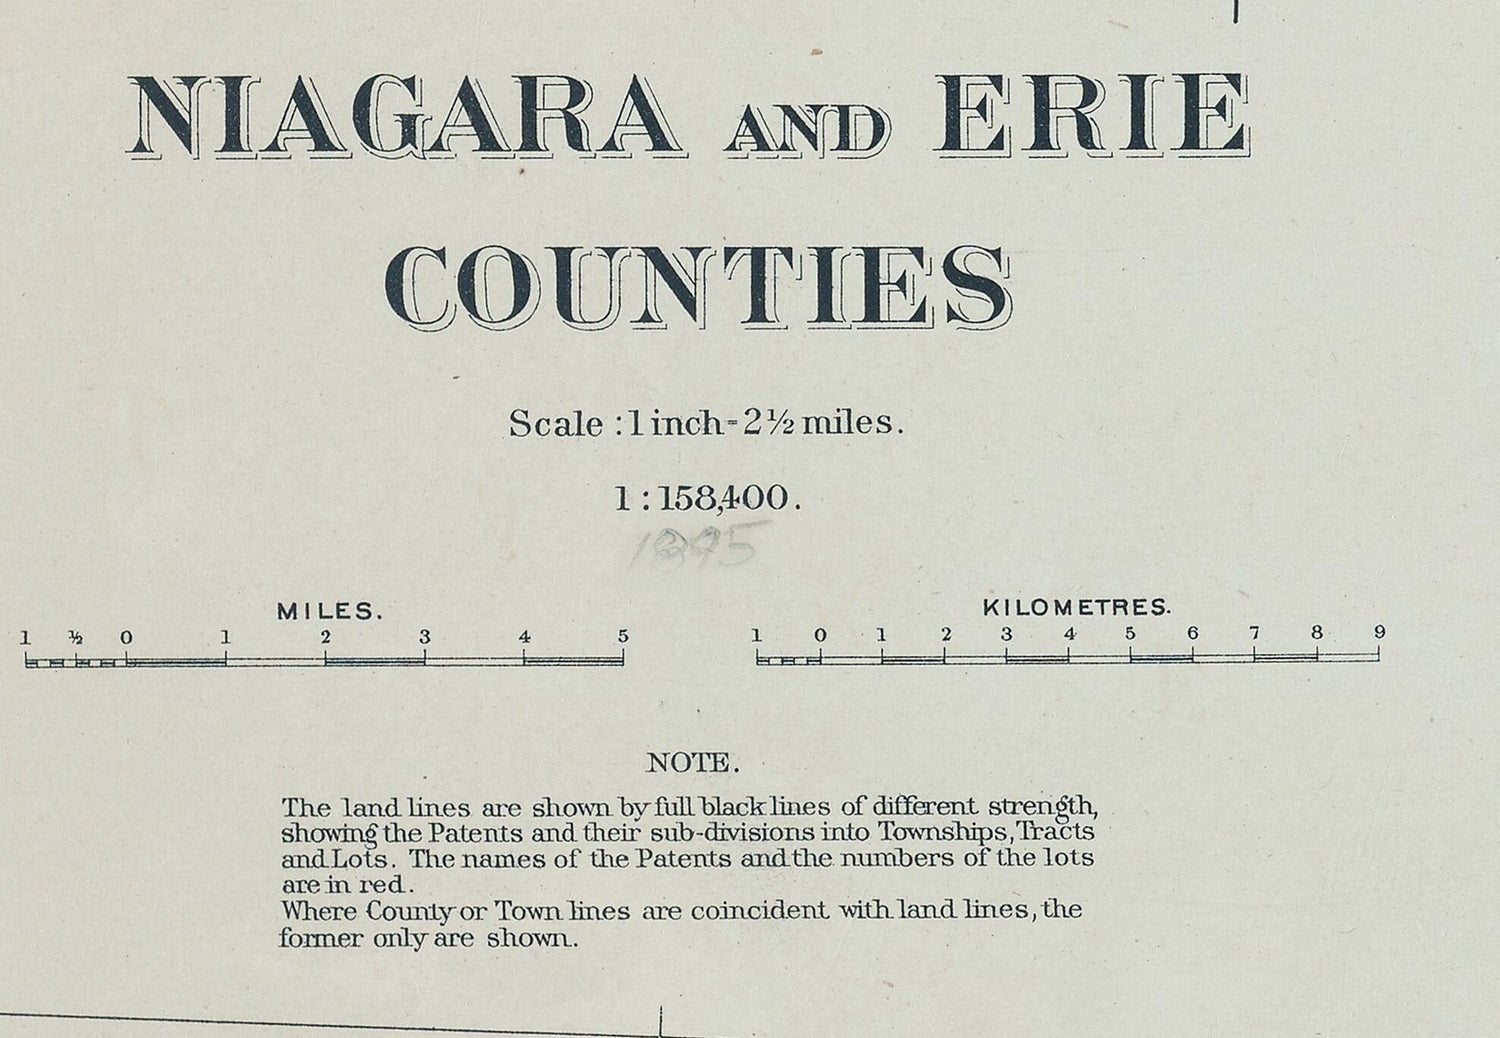 NIAGARA AND ERIE
COUNTIES
Scale : 1 inch = 2½ miles.
1 : 158,400.
1895
MILES.
1 ½ 0 1 2 3 4 5
KILOMETRES.
1 0 1 2 3 4 5 6 7 8 9
NOTE.
The land lines are shown by full black lines of different strength,
showing the Patents and their sub-divisions into Townships, Tracts
and Lots. The names of the Patents and the numbers of the lots
are in red.
Where County or Town lines are coincident with land lines, the
former only are shown.